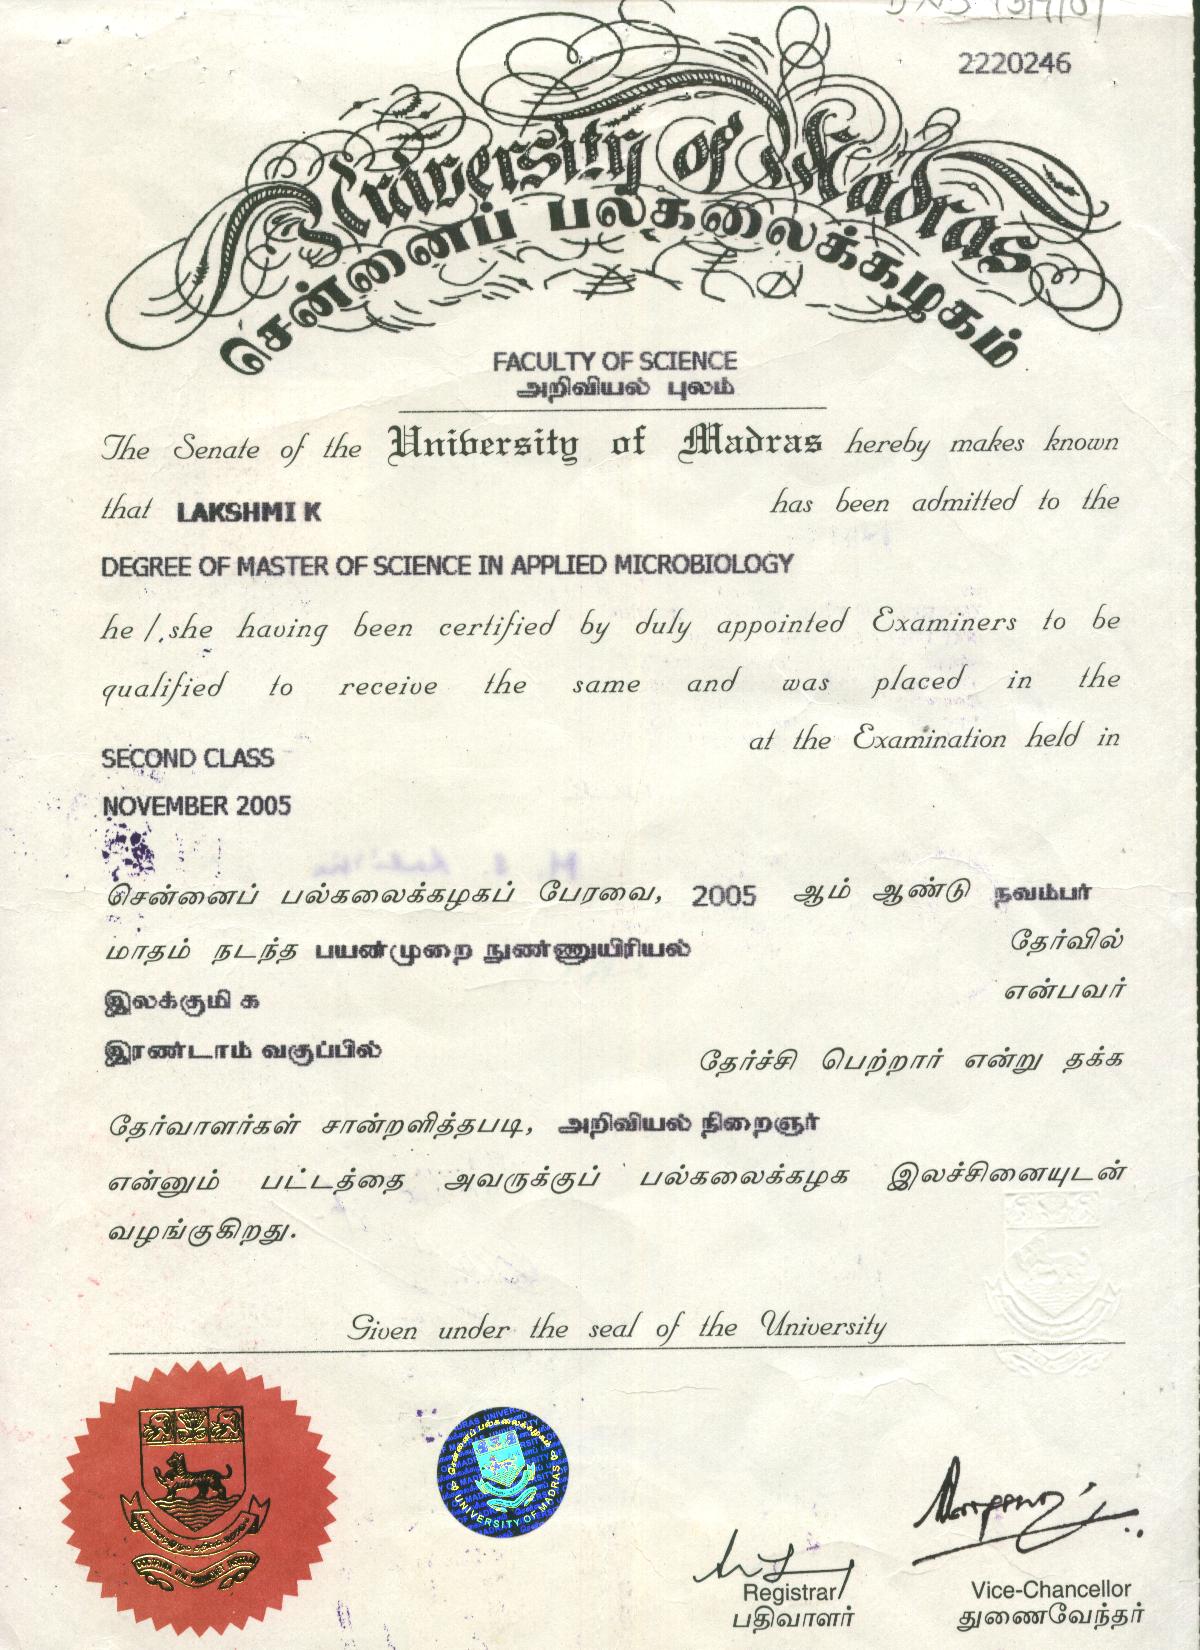 2220246
University of Madras
சென்னைப் பல்கலைக்கழகம்
FACULTY OF SCIENCE
அறிவியல் புலம்
The Senate of the University of Madras hereby makes known
that LAKSHMI K has been admitted to the
DEGREE OF MASTER OF SCIENCE IN APPLIED MICROBIOLOGY
he / she having been certified by duly appointed Examiners to be
qualified to receive the same and was placed in the
SECOND CLASS at the Examination held in
NOVEMBER 2005
சென்னைப் பல்கலைக்கழகப் பேரவை, 2005 ஆம் ஆண்டு நவம்பர்
மாதம் நடந்த பயன்முறை நுண்ணுயிரியல் தேர்வில்
இலக்குமி க என்பவர்
இரண்டாம் வகுப்பில் தேர்ச்சி பெற்றார் என்று தக்க
தேர்வாளர்கள் சான்றளித்தபடி, அறிவியல் நிறைஞர்
என்னும் பட்டத்தை அவருக்குப் பல்கலைக்கழக இலச்சினையுடன்
வழங்குகிறது.
Given under the seal of the University
சென்னைப் பல்கலைக்கழகம்
UNIVERSITY OF MADRAS
Registrar
பதிவாளர்
Vice-Chancellor
துணைவேந்தர்